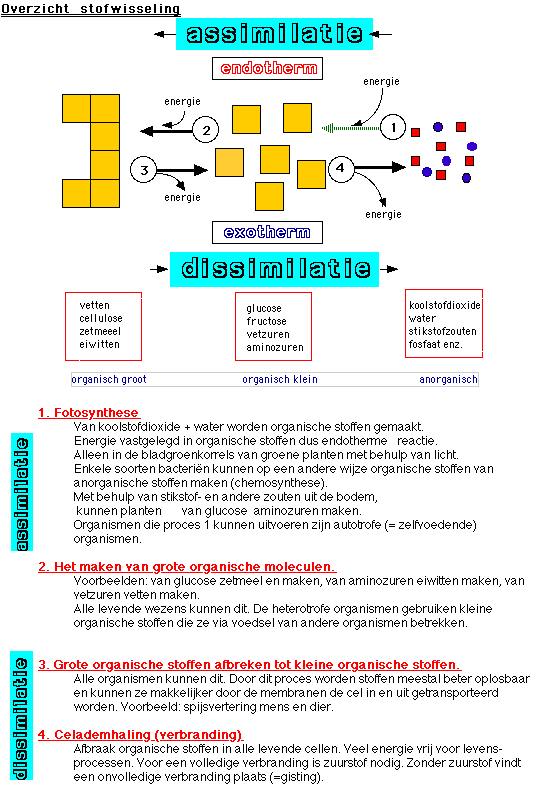 Overzicht stofwisseling
assimilatie
endotherm
energie
energie
2
1
3
4
energie
energie
exotherm
dissimilatie
vetten
cellulose
zetmeeel
eiwitten
glucose
fructose
vetzuren
aminozuren
koolstofdioxide
water
stikstofzouten
fosfaat enz.
organisch groot
organisch klein
anorganisch
assimilatie
1. Fotosynthese
Van koolstofdioxide + water worden organische stoffen gemaakt.
Energie vastgelegd in organische stoffen dus endotherme reactie.
Alleen in de bladgroenkorrels van groene planten met behulp van licht.
Enkele soorten bacteriën kunnen op een andere wijze organische stoffen van
anorganische stoffen maken (chemosynthese).
Met behulp van stikstof- en andere zouten uit de bodem,
kunnen planten van glucose aminozuren maken.
Organismen die proces 1 kunnen uitvoeren zijn autotrofe (= zelfvoedende)
organismen.
2. Het maken van grote organische moleculen.
Voorbeelden: van glucose zetmeel en maken, van aminozuren eiwitten maken, van
vetzuren vetten maken.
Alle levende wezens kunnen dit. De heterotrofe organismen gebruiken kleine
organische stoffen die ze via voedsel van andere organismen betrekken.
dissimilatie
3. Grote organische stoffen afbreken tot kleine organische stoffen.
Alle organismen kunnen dit. Door dit proces worden stoffen meestal beter oplosbaar
en kunnen ze makkelijker door de membranen de cel in en uit getransporteerd
worden. Voorbeeld: spijsvertering mens en dier.
4. Celademhaling (verbranding)
Afbraak organische stoffen in alle levende cellen. Veel energie vrij voor levens-
processen. Voor een volledige verbranding is zuurstof nodig. Zonder zuurstof vindt
een onvolledige verbranding plaats (=gisting).